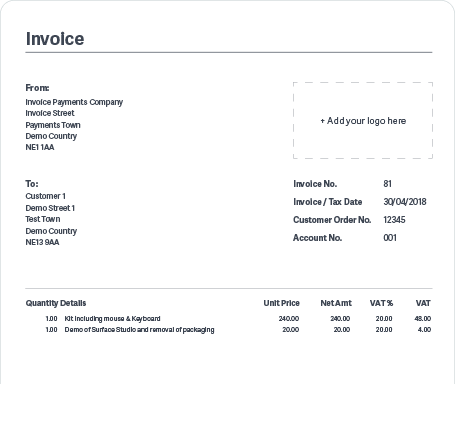 Invoice
From:
Invoice Payments Company
Invoice Street
Payments Town
Demo Country
NE11AA
+ Add your logo here
To:
Customer 1
Demo Street 1
Test Town
Demo Country
NE13 9AA
Invoice No. 81
Invoice / Tax Date 30/04/2018
Customer Order No. 12345
Account No. 001
Quantity Details Unit Price Net Amt VAT % VAT
1.00 Kit including mouse & Keyboard 240.00 240.00 20.00 48.00
1.00 Demo of Surface Studio and removal of packaging 20.00 20.00 20.00 4.00